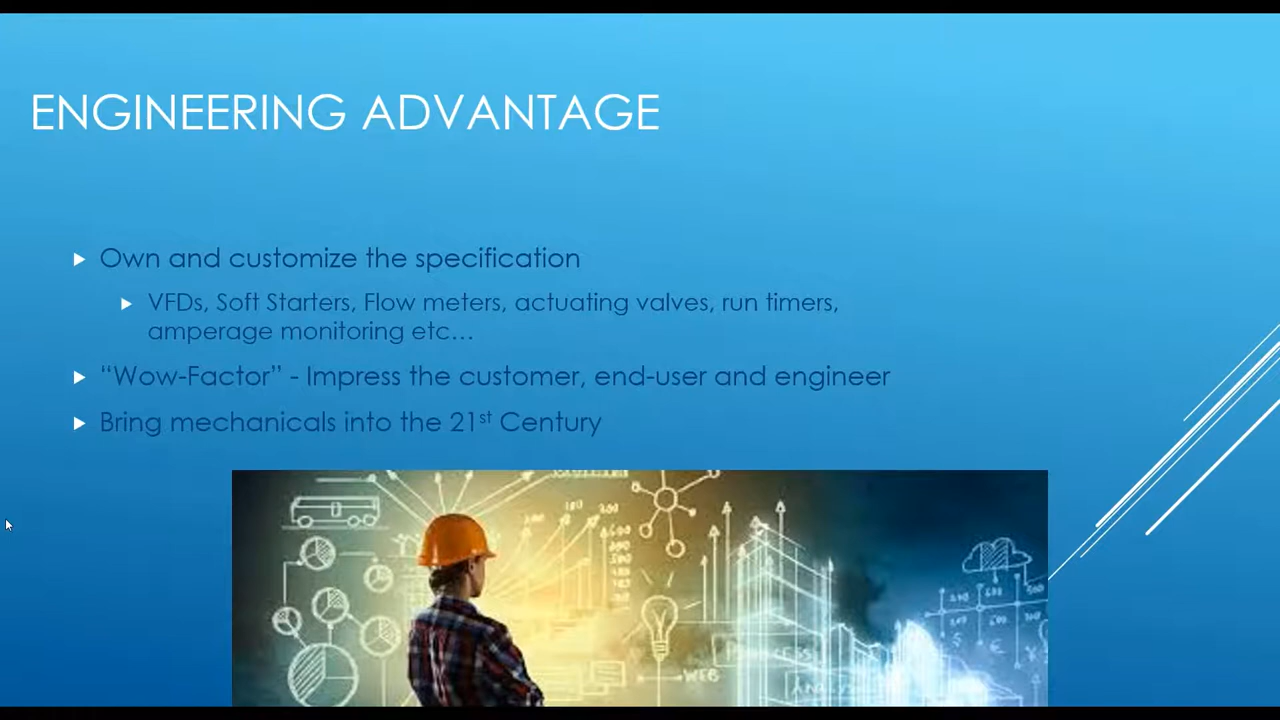 ENGINEERING ADVANTAGE
Own and customize the specification
VFDs, Soft Starters, Flow meters, actuating valves, run timers,
amperage monitoring etc…
“Wow-Factor” - Impress the customer, end-user and engineer
Bring mechanicals into the 21st Century
WEB